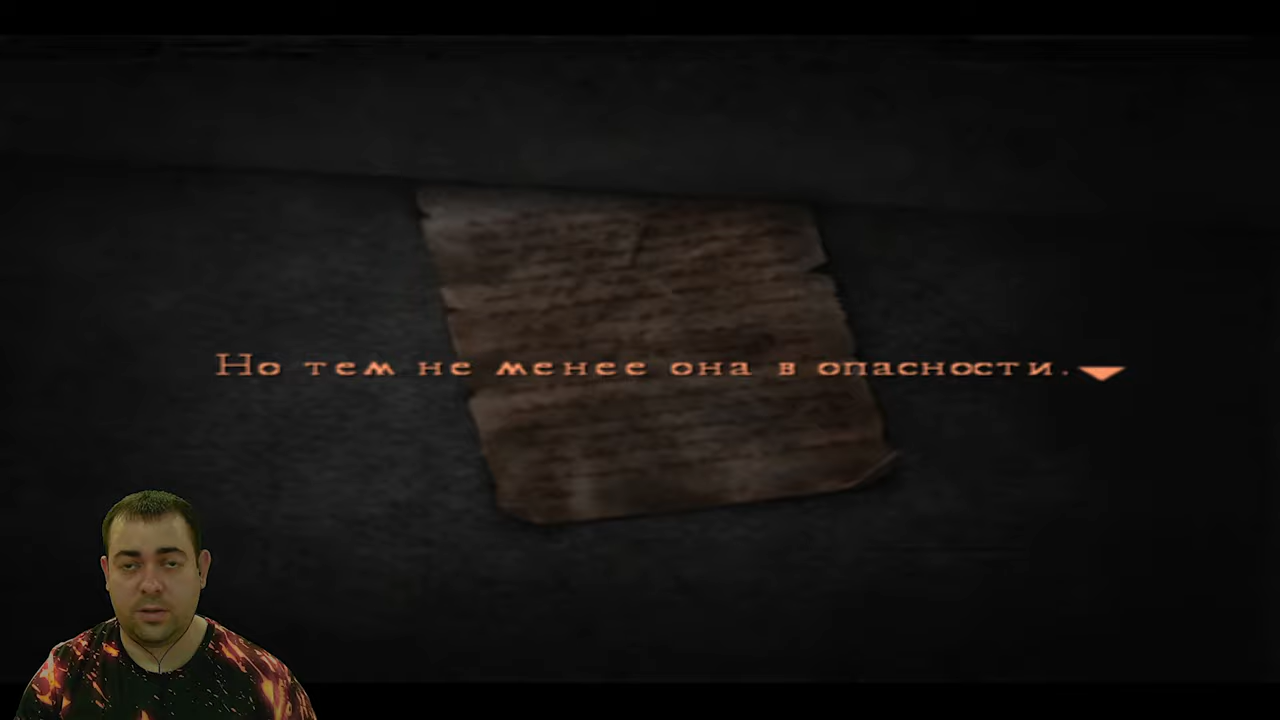 Но тем не менее она в опасности.